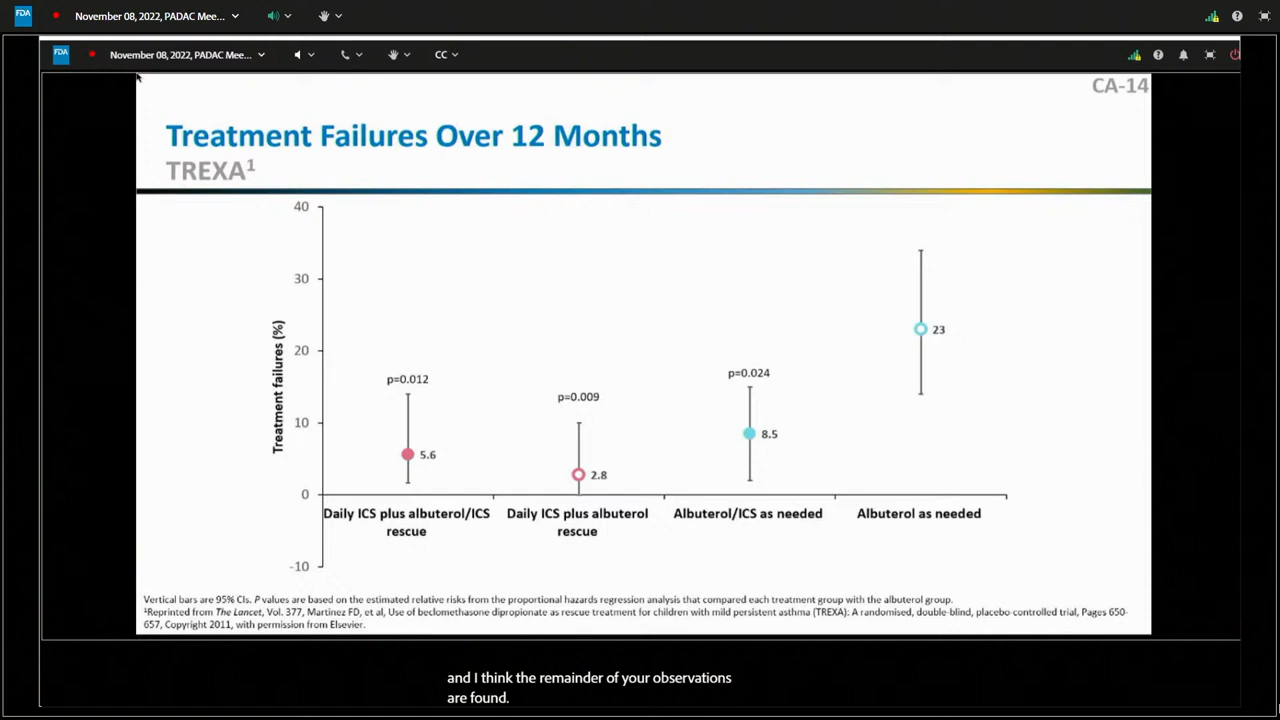 FDA
November 08, 2022, PADAC Mee...
FDA
November 08, 2022, PADAC Mee...
CC
CA-14
Treatment Failures Over 12 Months
TREXA1
40
30
20
10
0
-10
Treatment failures (%)
p=0.012
5.6
p=0.009
2.8
p=0.024
8.5
23
Daily ICS plus albuterol/ICS
rescue
Daily ICS plus albuterol
rescue
Albuterol/ICS as needed
Albuterol as needed
Vertical bars are 95% CIs. P values are based on the estimated relative risks from the proportional hazards regression analysis that compared each treatment group with the albuterol group.
1Reprinted from The Lancet, Vol. 377, Martinez FD, et al, Use of beclomethasone dipropionate as rescue treatment for children with mild persistent asthma (TREXA): A randomised, double-blind, placebo-controlled trial, Pages 650-
657, Copyright 2011, with permission from Elsevier.
and I think the remainder of your observations
are found.